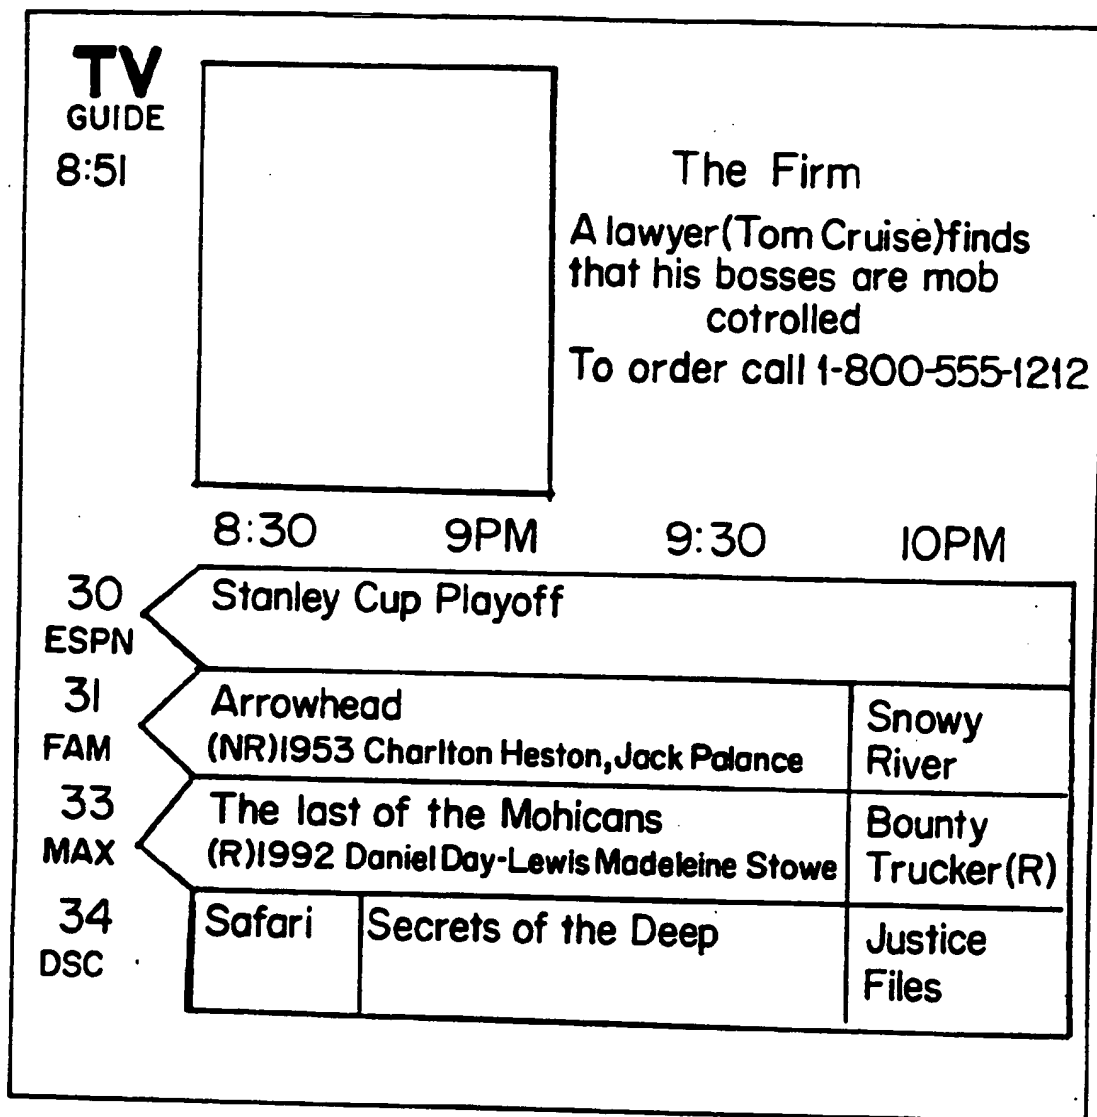 TV
GUIDE
8:51
The Firm
A lawyer(Tom Cruise)finds
that his bosses are mob
cotrolled
To order call 1-800-555-1212
8:30 9PM 9:30 10PM
30
ESPN
Stanley Cup Playoff
31
FAM
Arrowhead
(NR)1953 Charlton Heston, Jack Palance
Snowy
River
33
MAX
The last of the Mohicans
(R)1992 Daniel Day-Lewis Madeleine Stowe
Bounty
Trucker(R)
34
DSC
Safari
Secrets of the Deep
Justice
Files